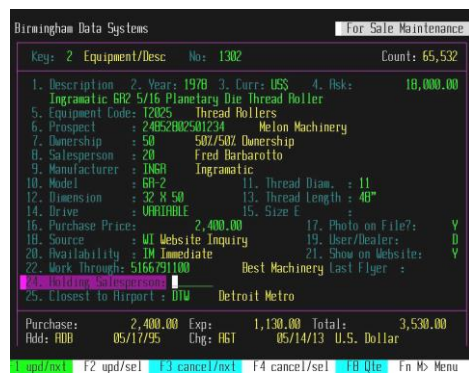 Birmingham Data Systems For Sale Maintenance
Key: 2 Equipment/Desc No: 1302 Count: 65,532
1. Description 2. Year: 1978 3. Curr: US$ 4. Ask: 18,000.00
Ingramatic GR2 5/16 Planetary Die Thread Roller
5. Equipment Code: T2025 Thread Rollers
6. Prospect : 24852802501234 Melon Machinery
7. Ownership : 50 50%/50% Ownership
8. Salesperson : 20 Fred Barbarotto
9. Manufacturer : INGR Ingramatic
10. Model : GR-2 11. Thread Diam. : 11
12. Dimension : 32 X 50 13. Thread Length : 48"
14. Drive : VARIABLE 15. Size E :
16. Purchase Price: 2,400.00 17. Photo on File?: Y
18. Source : WI Website Inquiry 19. User/Dealer: D
20. Availability : IM Immediate 21. Show on Website: Y
22. Work Through: 5166791100 Best Machinery Last Flyer :
24. Holding Salesperson:
25. Closest to Airport : DTW Detroit Metro
Purchase: 2,400.00 Exp: 1,130.00 Total: 3,530.00
Add: ADB 05/17/95 Chg: AGT 05/14/13 U.S. Dollar
1 upd/nxt F2 upd/sel F3 cancel/nxt F4 cancel/sel F8 Qte Fn M> Menu